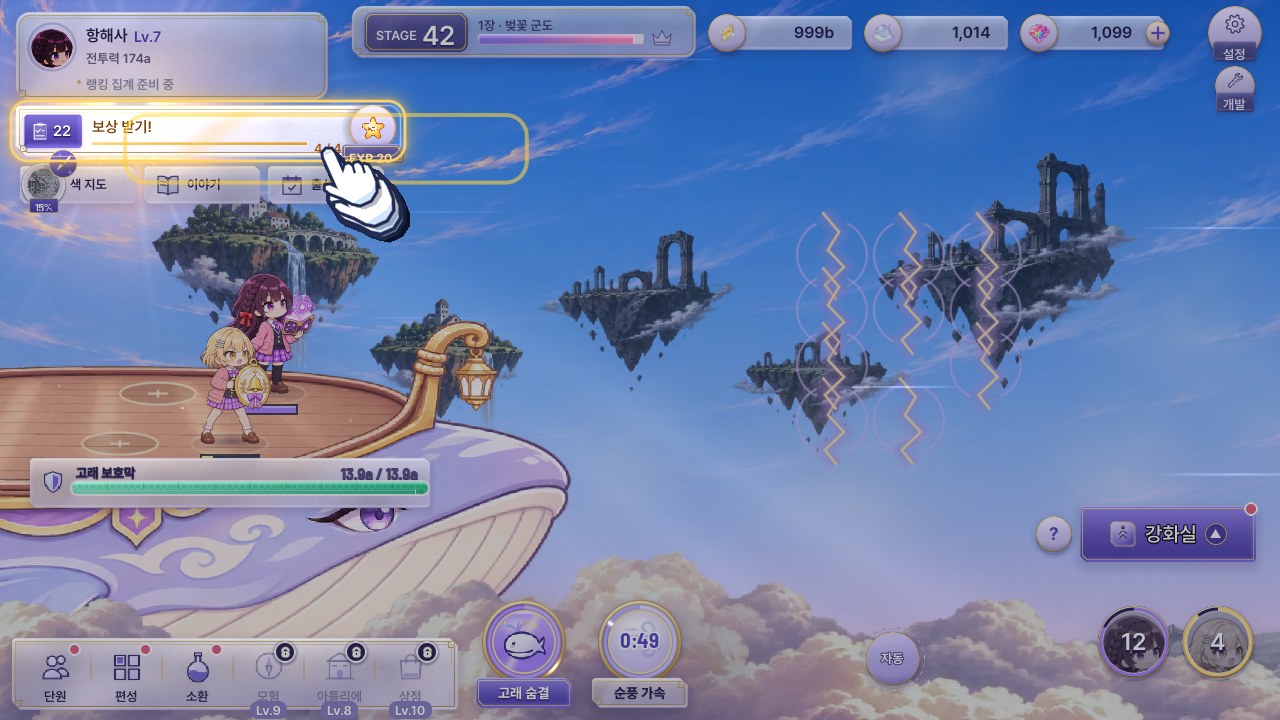 항해사 Lv.7
전투력 174a
랭킹 집계 준비 중
STAGE 42
1장 · 벚꽃 군도
999b
1,014
1,099
설정
개발
22
보상 받기!
EXP 20
색 지도
15%
이야기
고래 보호막
13.9a / 13.9a
?
강화실
단원
편성
소환
모험
Lv.9
아틀리에
Lv.8
상점
Lv.10
고래 숨결
0:49
순풍 가속
자동
12
4